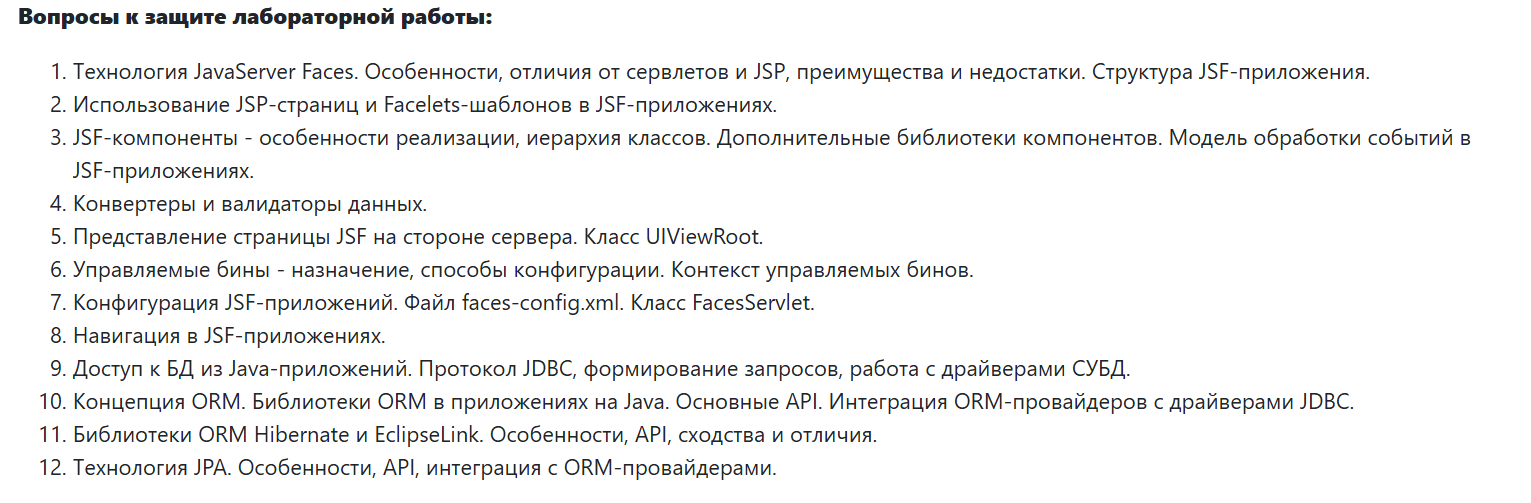 Вопросы к защите лабораторной работы:
1. Технология JavaServer Faces. Особенности, отличия от сервлетов и JSP, преимущества и недостатки. Структура JSF-приложения.
2. Использование JSP-страниц и Facelets-шаблонов в JSF-приложениях.
3. JSF-компоненты - особенности реализации, иерархия классов. Дополнительные библиотеки компонентов. Модель обработки событий в
JSF-приложениях.
4. Конвертеры и валидаторы данных.
5. Представление страницы JSF на стороне сервера. Класс UIViewRoot.
6. Управляемые бины - назначение, способы конфигурации. Контекст управляемых бинов.
7. Конфигурация JSF-приложений. Файл faces-config.xml. Класс FacesServlet.
8. Навигация в JSF-приложениях.
9. Доступ к БД из Java-приложений. Протокол JDBC, формирование запросов, работа с драйверами СУБД.
10. Концепция ORM. Библиотеки ORM в приложениях на Java. Основные API. Интеграция ORM-провайдеров с драйверами JDBC.
11. Библиотеки ORM Hibernate и EclipseLink. Особенности, API, сходства и отличия.
12. Технология JPA. Особенности, API, интеграция с ORM-провайдерами.